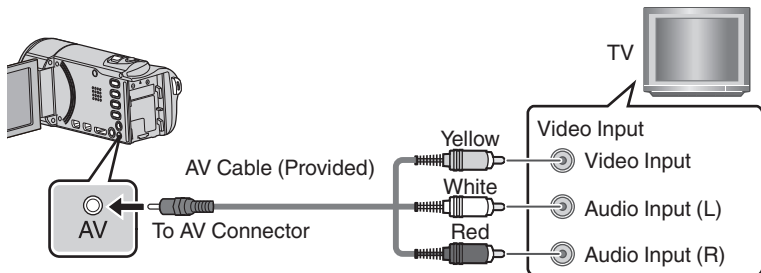 TV
Yellow
Video Input
Video Input
AV Cable (Provided)
White
Audio Input (L)
AV
To AV Connector
Red
Audio Input (R)